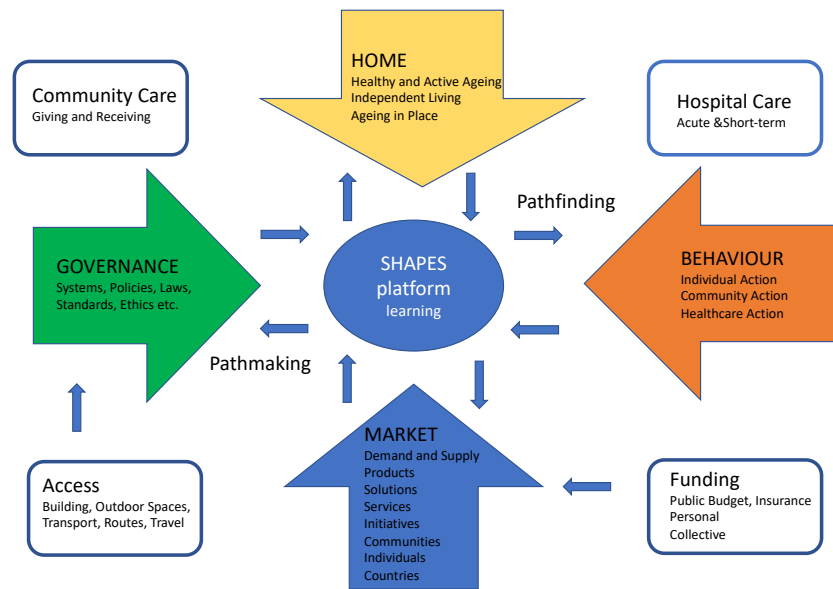 HOME
Healthy and Active Ageing
Independent Living
Ageing in Place
Community Care
Giving and Receiving
Hospital Care
Acute &Short-term
Pathfinding
GOVERNANCE
Systems, Policies, Laws,
Standards, Ethics etc.
SHAPES
platform
learning
BEHAVIOUR
Individual Action
Community Action
Healthcare Action
Pathmaking
MARKET
Demand and Supply
Products
Solutions
Services
Initiatives
Communities
Individuals
Countries
Access
Building, Outdoor Spaces,
Transport, Routes, Travel
Funding
Public Budget, Insurance
Personal
Collective